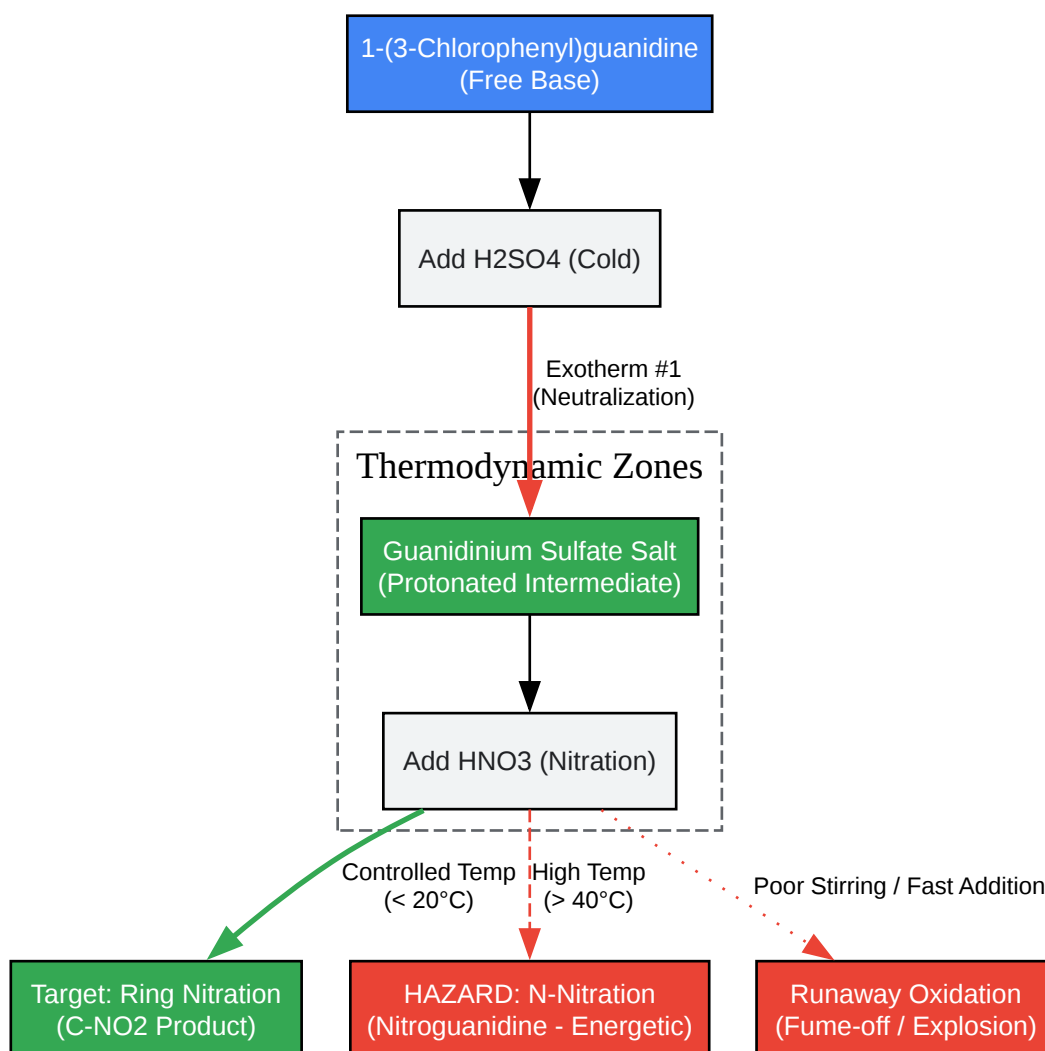 1-(3-Chlorophenyl)guanidine
(Free Base)
Add H2SO4 (Cold)
Exotherm #1
(Neutralization)
Thermodynamic Zones
Guanidinium Sulfate Salt
(Protonated Intermediate)
Add HNO3 (Nitration)
Controlled Temp
(< 20°C)
High Temp
(> 40°C)
Poor Stirring / Fast Addition
Target: Ring Nitration
(C-NO2 Product)
HAZARD: N-Nitration
(Nitroguanidine - Energetic)
Runaway Oxidation
(Fume-off / Explosion)